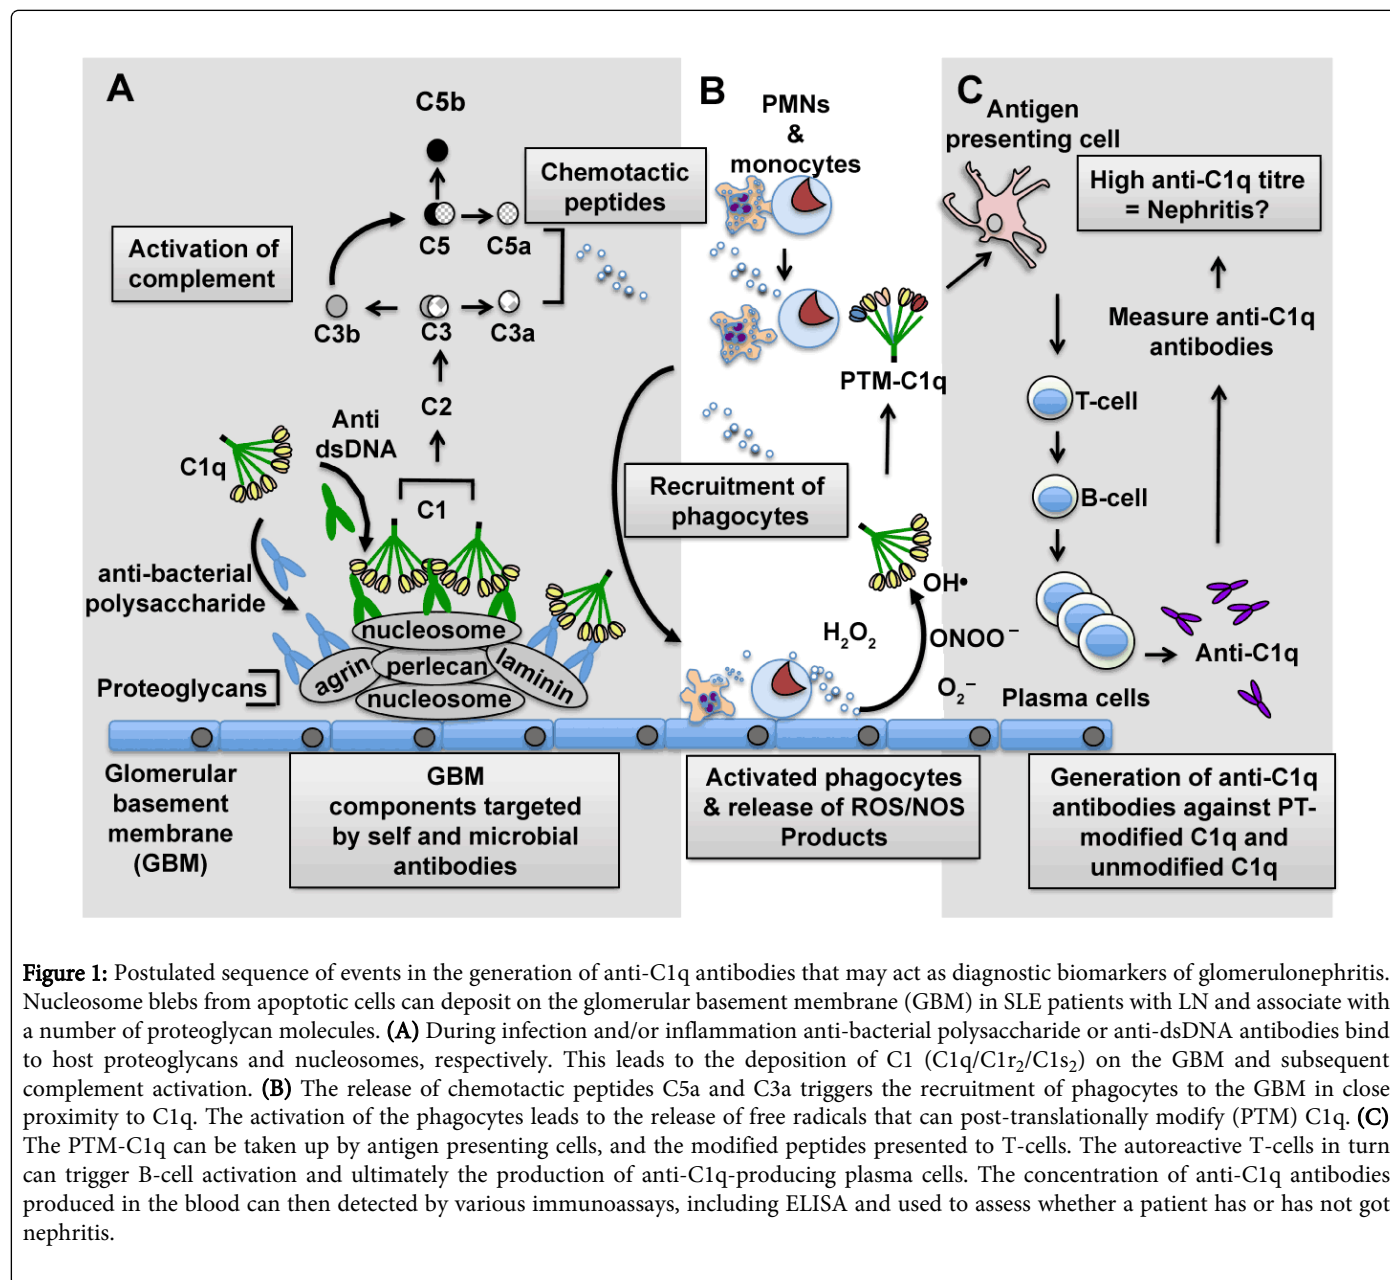 A
C5b
C5
C5a
Chemotactic
peptides
Activation of
complement
C3b
C3
C3a
C2
Anti
dsDNA
C1q
C1
anti-bacterial
polysaccharide
nucleosome
agrin
perlecan
laminin
nucleosome
Proteoglycans
Glomerular
basement
membrane
(GBM)
GBM
components targeted
by self and microbial
antibodies
B
PMNs
&
monocytes
PTM-C1q
Recruitment of
phagocytes
OH•
H₂O₂
ONOO⁻
O₂⁻
Activated phagocytes
& release of ROS/NOS
Products
C
Antigen
presenting cell
High anti-C1q titre
= Nephritis?
Measure anti-C1q
antibodies
T-cell
B-cell
Anti-C1q
Plasma cells
Generation of anti-C1q
antibodies against PT-
modified C1q and
unmodified C1q
Figure 1: Postulated sequence of events in the generation of anti-C1q antibodies that may act as diagnostic biomarkers of glomerulonephritis.
Nucleosome blebs from apoptotic cells can deposit on the glomerular basement membrane (GBM) in SLE patients with LN and associate with
a number of proteoglycan molecules. (A) During infection and/or inflammation anti-bacterial polysaccharide or anti-dsDNA antibodies bind
to host proteoglycans and nucleosomes, respectively. This leads to the deposition of C1 (C1q/C1r₂/C1s₂) on the GBM and subsequent
complement activation. (B) The release of chemotactic peptides C5a and C3a triggers the recruitment of phagocytes to the GBM in close
proximity to C1q. The activation of the phagocytes leads to the release of free radicals that can post-translationally modify (PTM) C1q. (C)
The PTM-C1q can be taken up by antigen presenting cells, and the modified peptides presented to T-cells. The autoreactive T-cells in turn
can trigger B-cell activation and ultimately the production of anti-C1q-producing plasma cells. The concentration of anti-C1q antibodies
produced in the blood can then detected by various immunoassays, including ELISA and used to assess whether a patient has or has not got
nephritis.